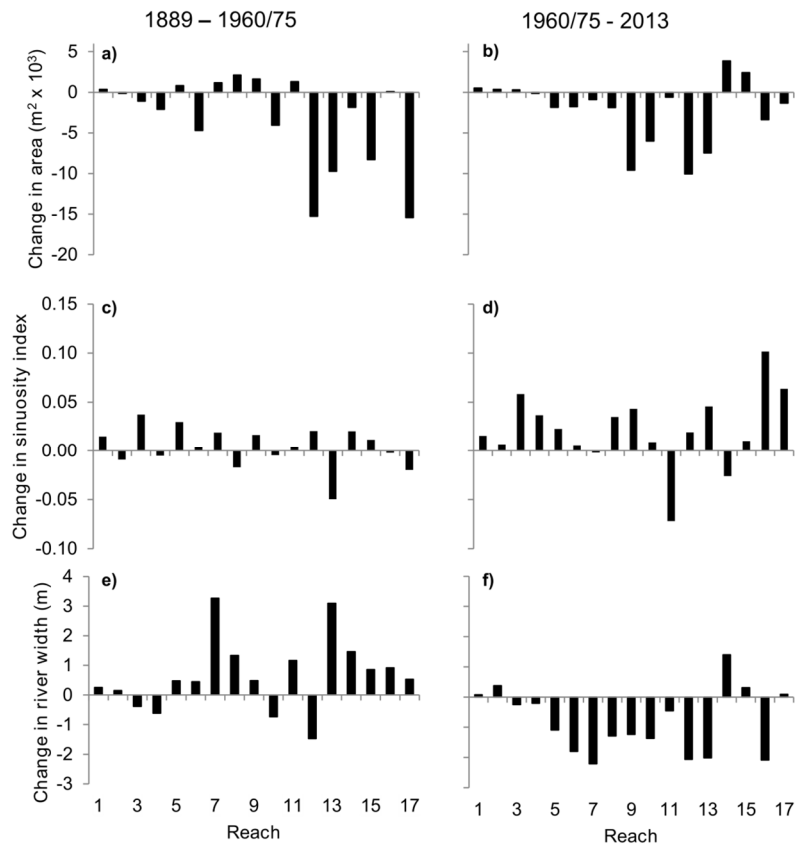 1889 – 1960/75
1960/75 - 2013
a)
b)
Change in area (m² x 10³)
5
0
-5
-10
-15
-20
c)
d)
Change in sinuosity index
0.15
0.10
0.05
0.00
-0.05
-0.10
e)
f)
Change in river width (m)
4
3
2
1
0
-1
-2
-3
1 3 5 7 9 11 13 15 17
Reach
1 3 5 7 9 11 13 15 17
Reach